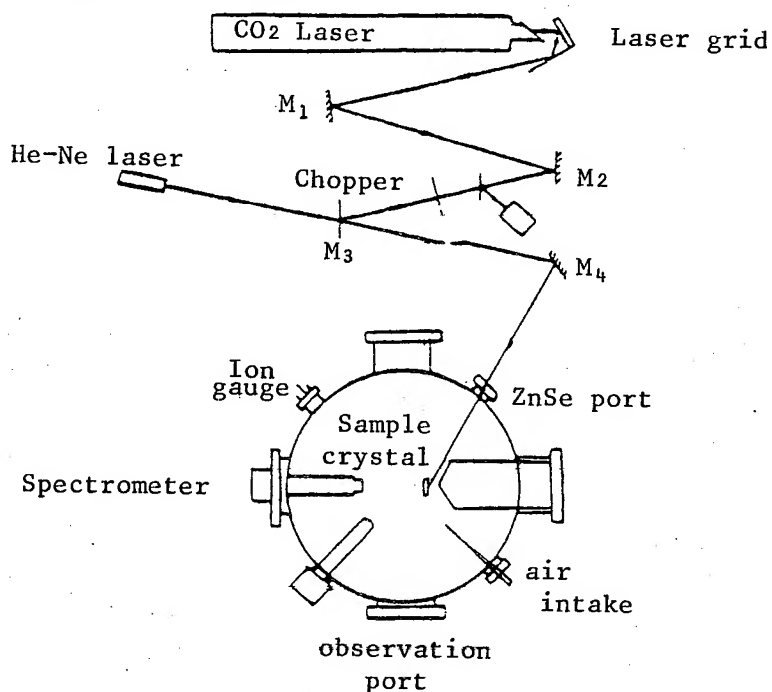 CO2 Laser
Laser grid
M1
He-Ne laser
Chopper
M2
M3
M4
Ion
gauge
ZnSe port
Sample
crystal
Spectrometer
air
intake
observation
port